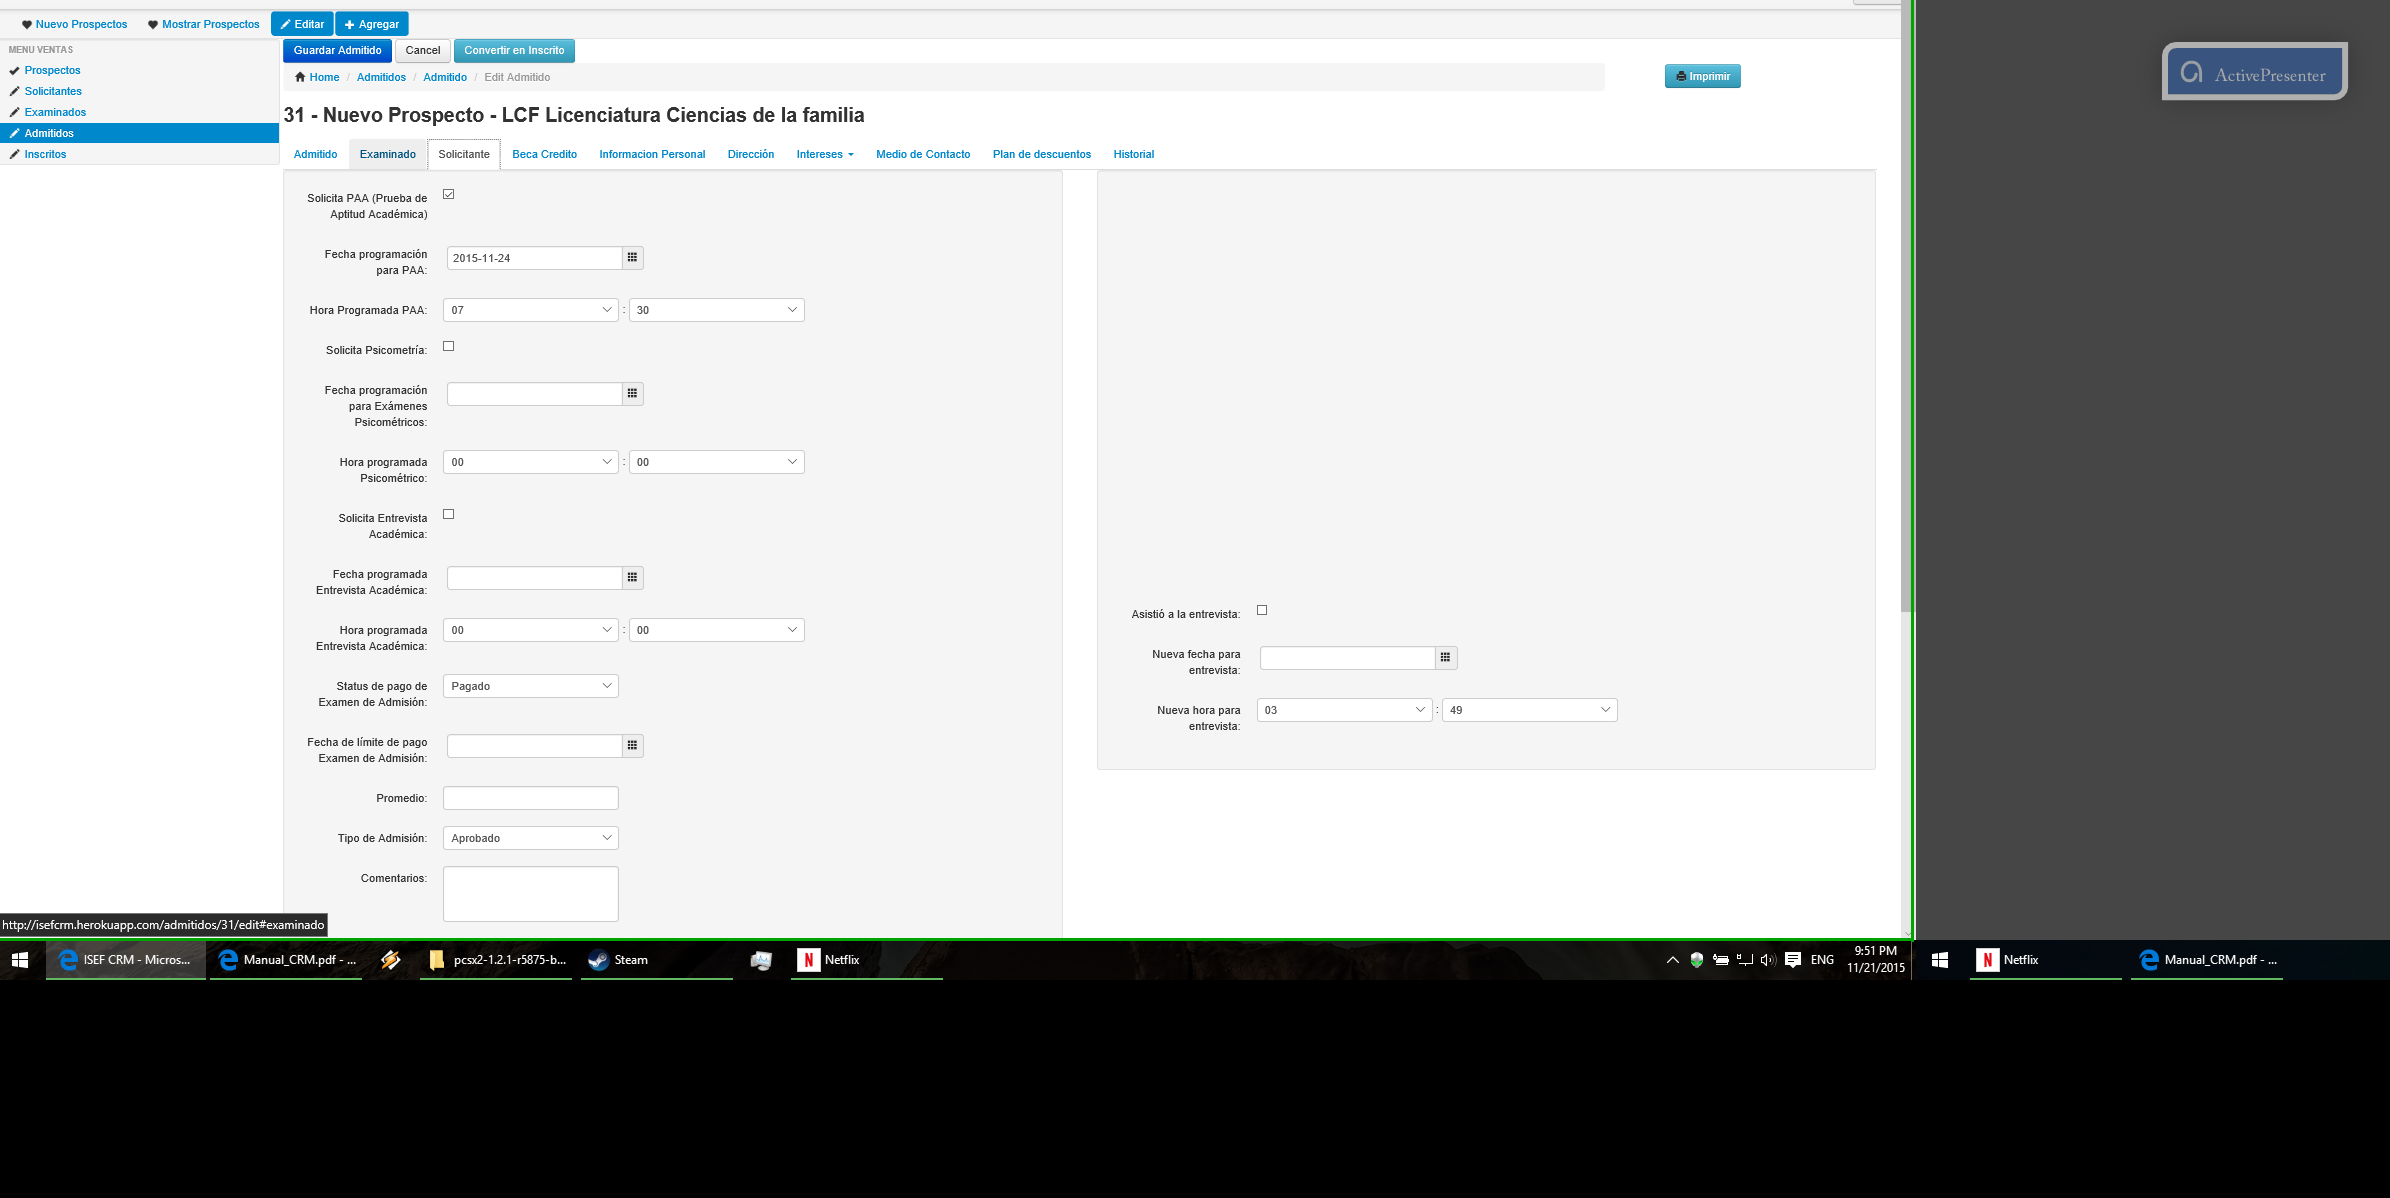 Nuevo Prospectos Mostrar Prospectos Editar Agregar
MENU VENTAS
Prospectos
Solicitantes
Examinados
Admitidos
Inscritos
Guardar Admitido Cancel Convertir en Inscrito
Home / Admitidos / Admitido / Edit Admitido
Imprimir
ActivePresenter
31 - Nuevo Prospecto - LCF Licenciatura Ciencias de la familia
Admitido Examinado Solicitante Beca Credito Informacion Personal Dirección Intereses Medio de Contacto Plan de descuentos Historial
Solicita PAA (Prueba de
Aptitud Académica)
Fecha programación
para PAA:
2015-11-24
Hora Programada PAA: 07 : 30
Solicita Psicometría:
Fecha programación
para Exámenes
Psicométricos:
Hora programada
Psicométrico:
00 : 00
Solicita Entrevista
Académica:
Fecha programada
Entrevista Académica:
Hora programada
Entrevista Académica:
00 : 00
Status de pago de
Examen de Admisión:
Pagado
Fecha de límite de pago
Examen de Admisión:
Promedio:
Tipo de Admisión: Aprobado
Comentarios:
Asistió a la entrevista:
Nueva fecha para
entrevista:
Nueva hora para
entrevista:
03 : 49
http://isefcrm.herokuapp.com/admitidos/31/edit#examinado
ISEF CRM - Micros... Manual_CRM.pdf - ... pcsx2-1.2.1-r5875-b... Steam Netflix ENG 9:51 PM
11/21/2015
Netflix Manual_CRM.pdf - ...